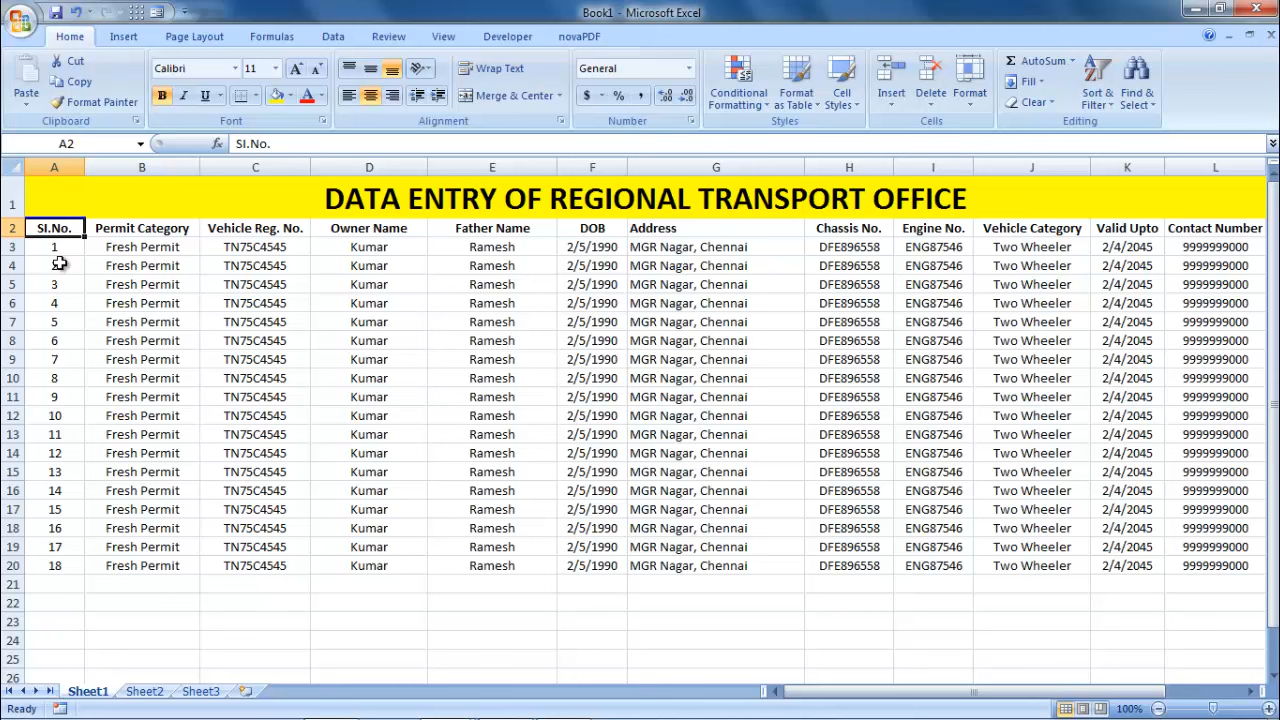 Book1 - Microsoft Excel
Home Insert Page Layout Formulas Data Review View Developer novaPDF
Paste Cut Copy Format Painter Clipboard
Calibri 11 B I U A A A Font
Wrap Text Merge & Center Alignment
General $ % , Number
Conditional Formatting Format as Table Cell Styles Styles
Insert Delete Format Cells
Σ AutoSum Fill Clear Sort & Filter Find & Select Editing
A2 fx SI.No.
A B C D E F G H I J K L
1 DATA ENTRY OF REGIONAL TRANSPORT OFFICE
2 SI.No. Permit Category Vehicle Reg. No. Owner Name Father Name DOB Address Chassis No. Engine No. Vehicle Category Valid Upto Contact Number
3 1 Fresh Permit TN75C4545 Kumar Ramesh 2/5/1990 MGR Nagar, Chennai DFE896558 ENG87546 Two Wheeler 2/4/2045 9999999000
4 Fresh Permit TN75C4545 Kumar Ramesh 2/5/1990 MGR Nagar, Chennai DFE896558 ENG87546 Two Wheeler 2/4/2045 9999999000
5 3 Fresh Permit TN75C4545 Kumar Ramesh 2/5/1990 MGR Nagar, Chennai DFE896558 ENG87546 Two Wheeler 2/4/2045 9999999000
6 4 Fresh Permit TN75C4545 Kumar Ramesh 2/5/1990 MGR Nagar, Chennai DFE896558 ENG87546 Two Wheeler 2/4/2045 9999999000
7 5 Fresh Permit TN75C4545 Kumar Ramesh 2/5/1990 MGR Nagar, Chennai DFE896558 ENG87546 Two Wheeler 2/4/2045 9999999000
8 6 Fresh Permit TN75C4545 Kumar Ramesh 2/5/1990 MGR Nagar, Chennai DFE896558 ENG87546 Two Wheeler 2/4/2045 9999999000
9 7 Fresh Permit TN75C4545 Kumar Ramesh 2/5/1990 MGR Nagar, Chennai DFE896558 ENG87546 Two Wheeler 2/4/2045 9999999000
10 8 Fresh Permit TN75C4545 Kumar Ramesh 2/5/1990 MGR Nagar, Chennai DFE896558 ENG87546 Two Wheeler 2/4/2045 9999999000
11 9 Fresh Permit TN75C4545 Kumar Ramesh 2/5/1990 MGR Nagar, Chennai DFE896558 ENG87546 Two Wheeler 2/4/2045 9999999000
12 10 Fresh Permit TN75C4545 Kumar Ramesh 2/5/1990 MGR Nagar, Chennai DFE896558 ENG87546 Two Wheeler 2/4/2045 9999999000
13 11 Fresh Permit TN75C4545 Kumar Ramesh 2/5/1990 MGR Nagar, Chennai DFE896558 ENG87546 Two Wheeler 2/4/2045 9999999000
14 12 Fresh Permit TN75C4545 Kumar Ramesh 2/5/1990 MGR Nagar, Chennai DFE896558 ENG87546 Two Wheeler 2/4/2045 9999999000
15 13 Fresh Permit TN75C4545 Kumar Ramesh 2/5/1990 MGR Nagar, Chennai DFE896558 ENG87546 Two Wheeler 2/4/2045 9999999000
16 14 Fresh Permit TN75C4545 Kumar Ramesh 2/5/1990 MGR Nagar, Chennai DFE896558 ENG87546 Two Wheeler 2/4/2045 9999999000
17 15 Fresh Permit TN75C4545 Kumar Ramesh 2/5/1990 MGR Nagar, Chennai DFE896558 ENG87546 Two Wheeler 2/4/2045 9999999000
18 16 Fresh Permit TN75C4545 Kumar Ramesh 2/5/1990 MGR Nagar, Chennai DFE896558 ENG87546 Two Wheeler 2/4/2045 9999999000
19 17 Fresh Permit TN75C4545 Kumar Ramesh 2/5/1990 MGR Nagar, Chennai DFE896558 ENG87546 Two Wheeler 2/4/2045 9999999000
20 18 Fresh Permit TN75C4545 Kumar Ramesh 2/5/1990 MGR Nagar, Chennai DFE896558 ENG87546 Two Wheeler 2/4/2045 9999999000
21
22
23
24
25
26
Sheet1 Sheet2 Sheet3
Ready 100%